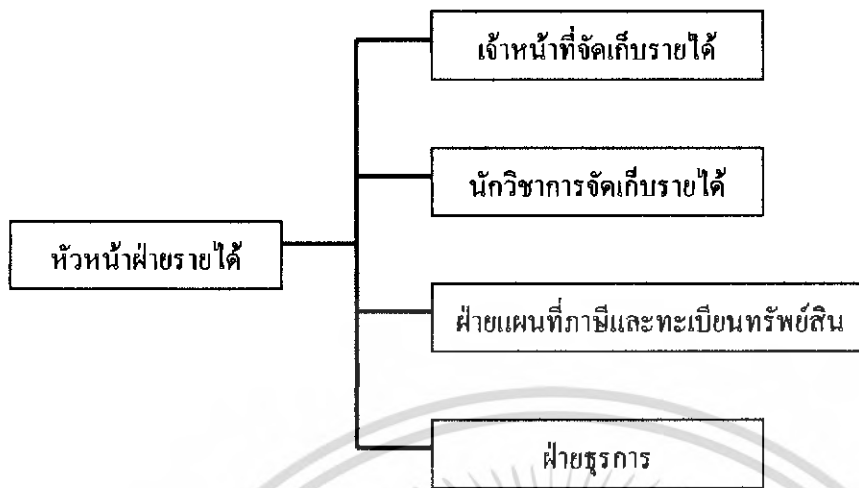 เจ้าหน้าที่จัดเก็บรายได้
นักวิชาการจัดเก็บรายได้
หัวหน้าฝ่ายรายได้
ฝ่ายแผนที่ภาษีและทะเบียนทรัพย์สิน
ฝ่ายธุรการ